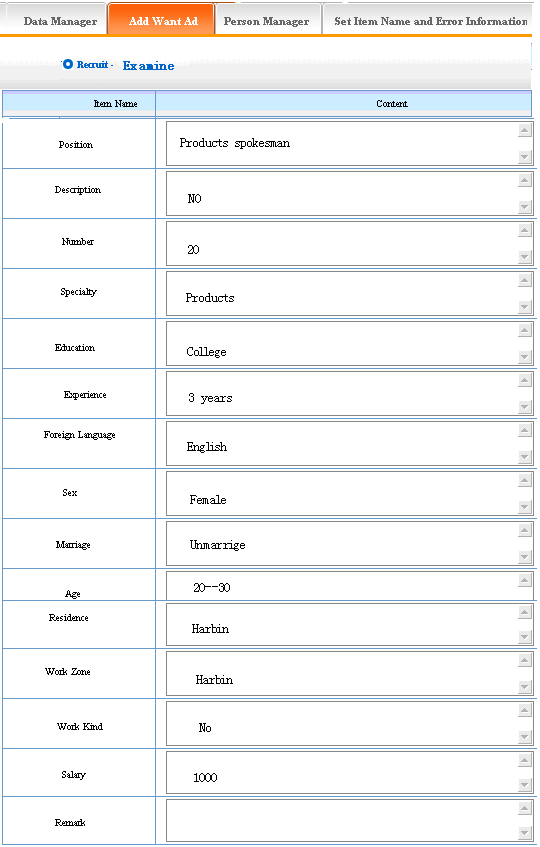 Data Manager Add Want Ad Person Manager Set Item Name and Error Information
Recruit - Examine
Item Name Content
Position Products spokesman
Description NO
Number 20
Specialty Products
Education College
Experience 3 years
Foreign Language English
Sex Female
Marriage Unmarrige
Age 20--30
Residence Harbin
Work Zone Harbin
Work Kind No
Salary 1000
Remark